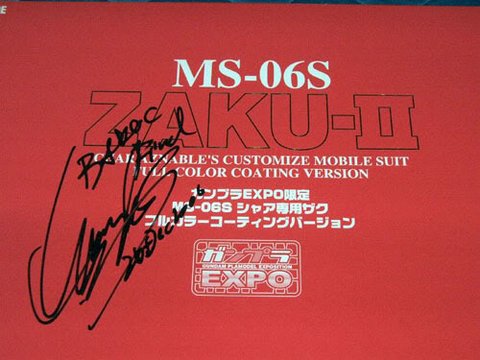 MS-06S
ZAKU-II
CHAR AZNABLE'S CUSTOMIZE MOBILE SUIT
FULL COLOR COATING VERSION
ガンプラEXPO限定
MS-06S シャア専用ザク
フルカラーコーティングバージョン
ガンプラ
GUNDAM PLAMODEL EXPOSITION
EXPO